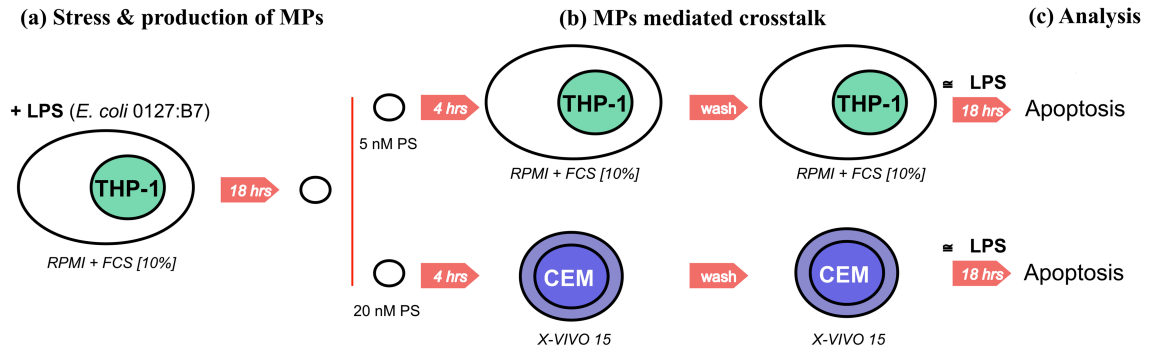 (a) Stress & production of MPs
(b) MPs mediated crosstalk
(c) Analysis
+ LPS (E. coli 0127:B7)
THP-1
RPMI + FCS [10%]
18 hrs
5 nM PS
4 hrs
THP-1
RPMI + FCS [10%]
wash
THP-1
RPMI + FCS [10%]
≅ LPS
18 hrs
Apoptosis
20 nM PS
4 hrs
CEM
X-VIVO 15
wash
CEM
X-VIVO 15
≅ LPS
18 hrs
Apoptosis